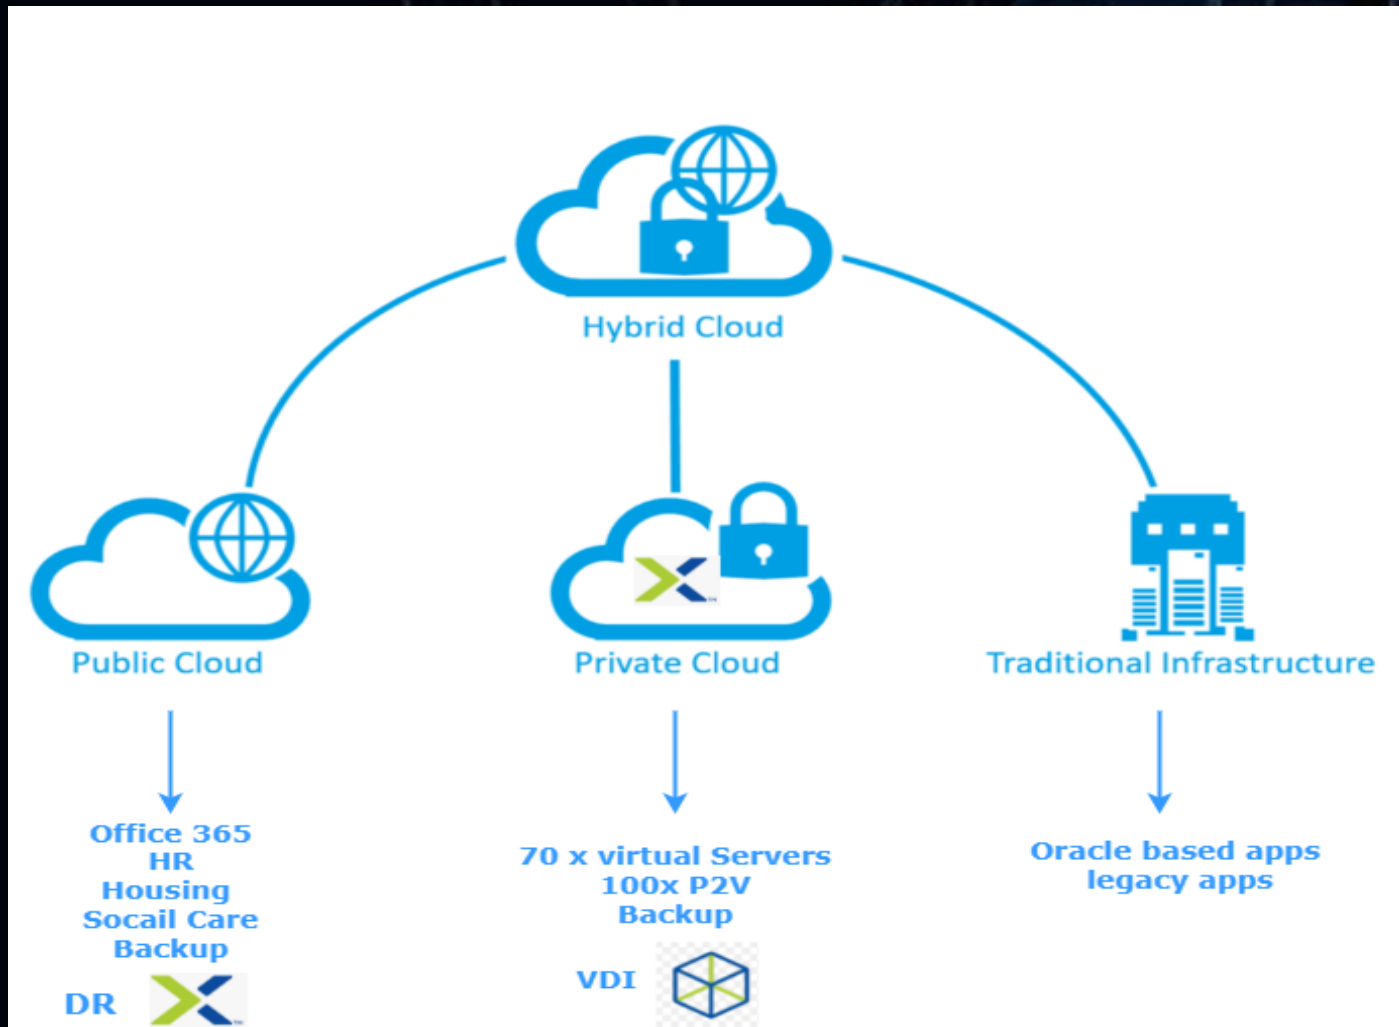 Hybrid Cloud
Public Cloud
Private Cloud
Traditional Infrastructure
Office 365
HR
Housing
Socail Care
Backup
DR
70 x virtual Servers
100x P2V
Backup
VDI
Oracle based apps
legacy apps